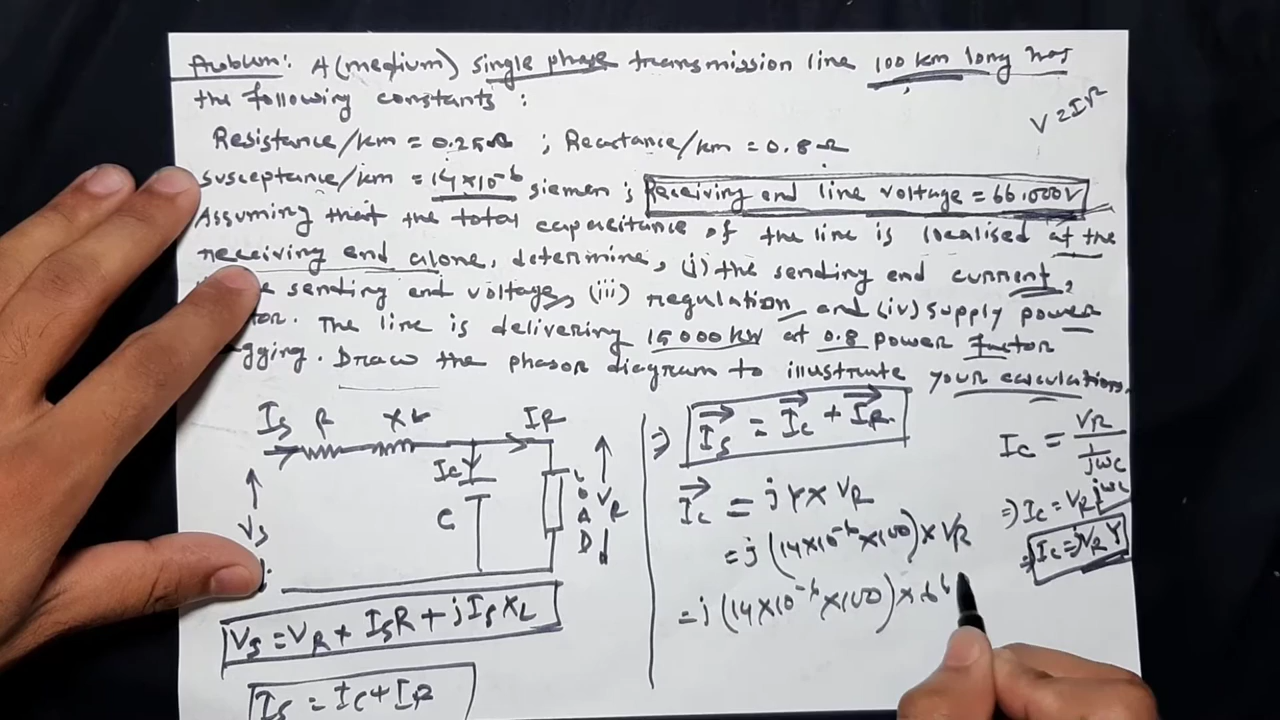 Problem: A (medium) single phase transmission line 100 km long has
the following constants :
V = IR
Resistance/km = 0.25Ω ; Reactance/km = 0.8Ω
susceptance/km = 14×10⁻⁶ siemen ; Receiving end line voltage = 66,000V
Assuming that the total capacitance of the line is localised at the
receiving end alone, determine, (i) the sending end current,
sending end voltage, (iii) regulation, and (iv) supply power
The line is delivering 15000 kW at 0.8 power factor
gging. Draw the phasor diagram to illustrate your calculations.
Is R XL IR
Ic
C
Vs
LOAD
VR
Vs = VR + IsR + jIsXL
Is = Ic + IR
⇒ Is = Ic + IR
Ic = jY × VR
= j (14×10⁻⁶×100) × VR
= j (14×10⁻⁶×100) × 66
Ic = VR / 1/jωc
⇒ Ic = VR jωc
⇒ Ic = jVRY